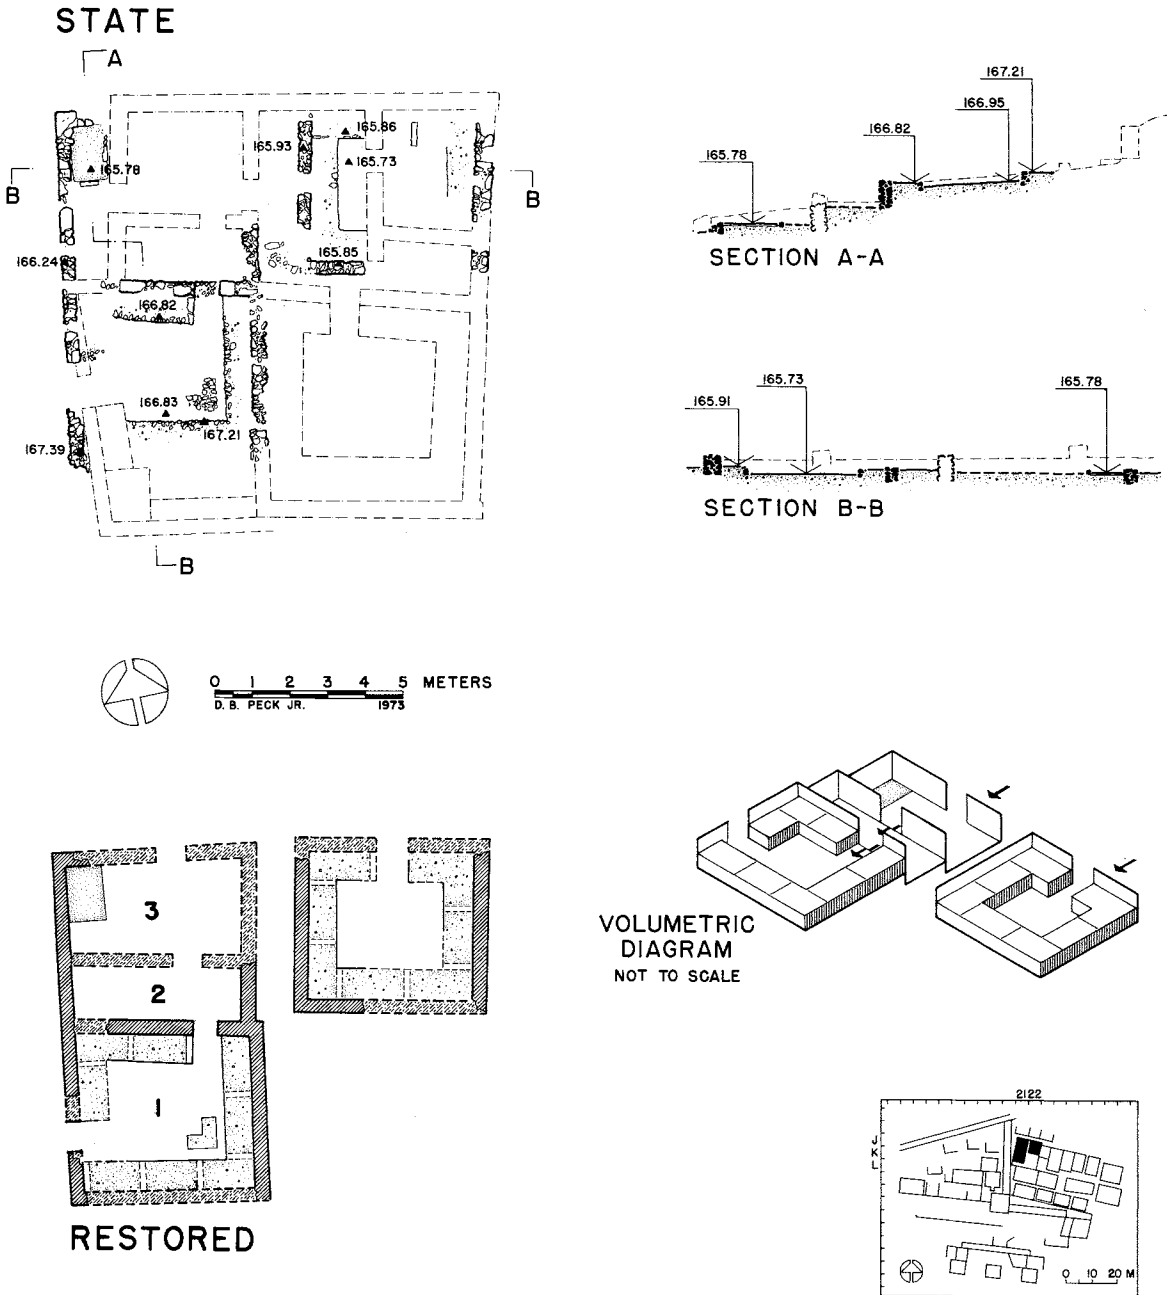 STATE
A
165.86
165.93
165.78
165.73
B
B
166.24
165.85
166.82
166.83
167.21
167.39
B
167.21
166.95
166.82
165.78
SECTION A-A
165.73
165.78
165.91
SECTION B-B
0 1 2 3 4 5 METERS
D. B. PECK JR. 1973
3
2
1
RESTORED
VOLUMETRIC
DIAGRAM
NOT TO SCALE
2122
J
K
L
0 10 20 M